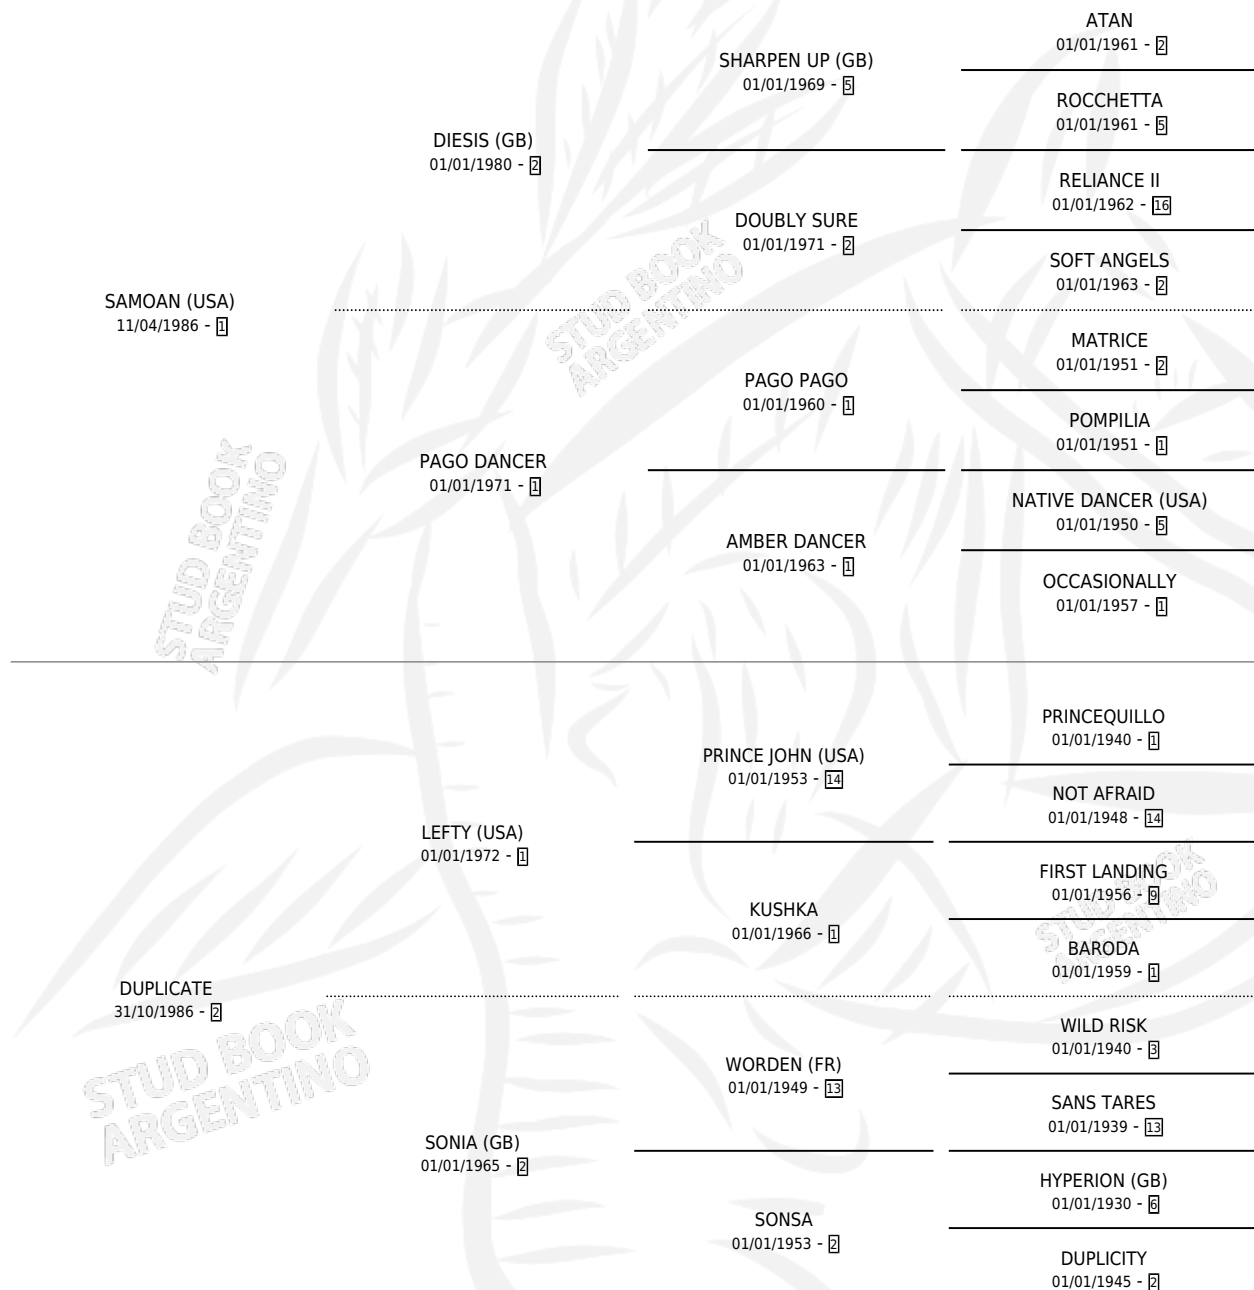 ATAN
01/01/1961 - 2
SHARPEN UP (GB)
01/01/1969 - 5
ROCCHETTA
01/01/1961 - 5
DIESIS (GB)
01/01/1980 - 2
RELIANCE II
01/01/1962 - 16
DOUBLY SURE
01/01/1971 - 2
SOFT ANGELS
01/01/1963 - 2
SAMOAN (USA)
11/04/1986 - 1
MATRICE
01/01/1951 - 2
PAGO PAGO
01/01/1960 - 1
POMPILIA
01/01/1951 - 1
PAGO DANCER
01/01/1971 - 1
NATIVE DANCER (USA)
01/01/1950 - 5
AMBER DANCER
01/01/1963 - 1
OCCASIONALLY
01/01/1957 - 1
PRINCEQUILLO
01/01/1940 - 1
PRINCE JOHN (USA)
01/01/1953 - 14
NOT AFRAID
01/01/1948 - 14
LEFTY (USA)
01/01/1972 - 1
FIRST LANDING
01/01/1956 - 9
KUSHKA
01/01/1966 - 1
BARODA
01/01/1959 - 1
DUPLICATE
31/10/1986 - 2
WILD RISK
01/01/1940 - 3
WORDEN (FR)
01/01/1949 - 13
SANS TARES
01/01/1939 - 13
SONIA (GB)
01/01/1965 - 2
HYPERION (GB)
01/01/1930 - 6
SONSA
01/01/1953 - 2
DUPLICITY
01/01/1945 - 2
STUD BOOK
ARGENTINO
STUD BOOK
ARGENTINO
STUD BOOK
ARGENTINO
STUD BOOK
ARGENTINO